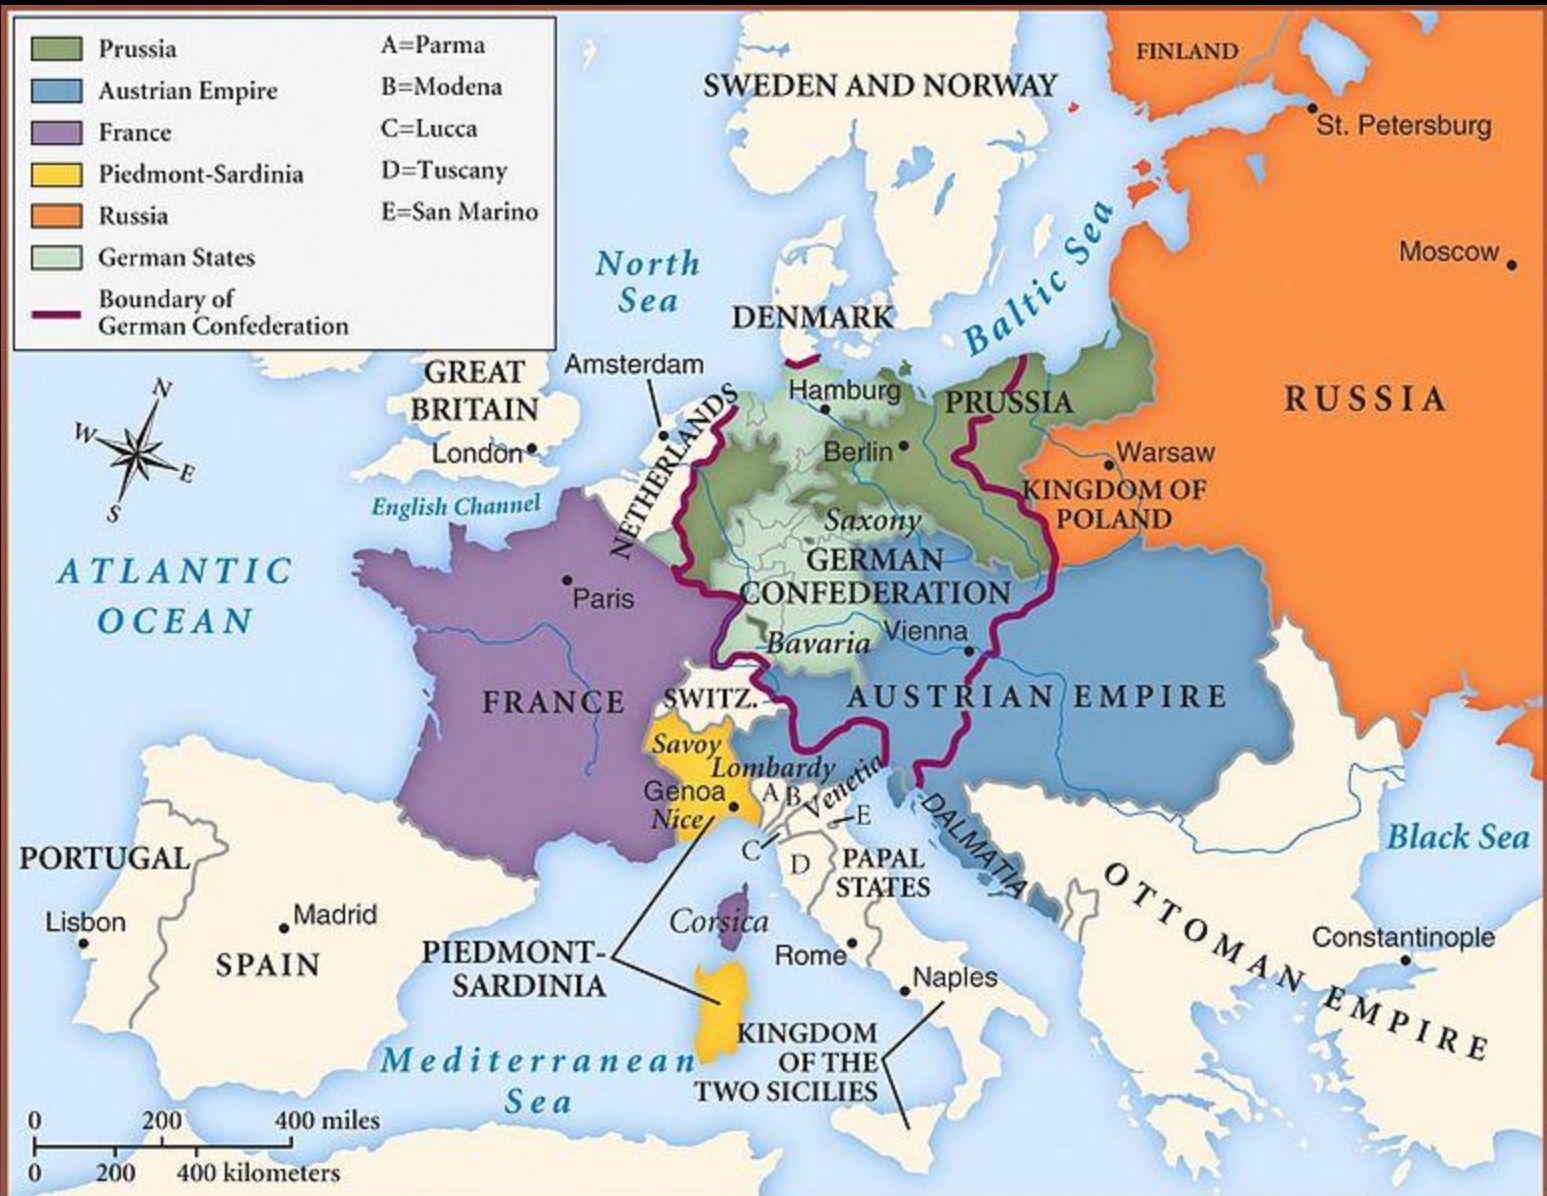 Prussia
Austrian Empire
France
Piedmont-Sardinia
Russia
German States
Boundary of
German Confederation
A=Parma
B=Modena
C=Lucca
D=Tuscany
E=San Marino
FINLAND
SWEDEN AND NORWAY
St. Petersburg
Moscow
North
Sea
Baltic Sea
DENMARK
GREAT
BRITAIN
London
Amsterdam
NETHERLANDS
Hamburg
PRUSSIA
RUSSIA
Berlin
Warsaw
KINGDOM OF
POLAND
N
W
E
S
English Channel
Saxony
GERMAN
CONFEDERATION
ATLANTIC
OCEAN
Paris
Bavaria
Vienna
FRANCE
SWITZ.
AUSTRIAN EMPIRE
Savoy
Lombardy
Venetia
Genoa
Nice
A
B
C
D
E
DALMATIA
Black Sea
PORTUGAL
PAPAL
STATES
OTTOMAN EMPIRE
Lisbon
Madrid
SPAIN
Corsica
Rome
Constantinople
PIEDMONT-
SARDINIA
Naples
KINGDOM
OF THE
TWO SICILIES
Mediterranean
Sea
0 200 400 miles
0 200 400 kilometers